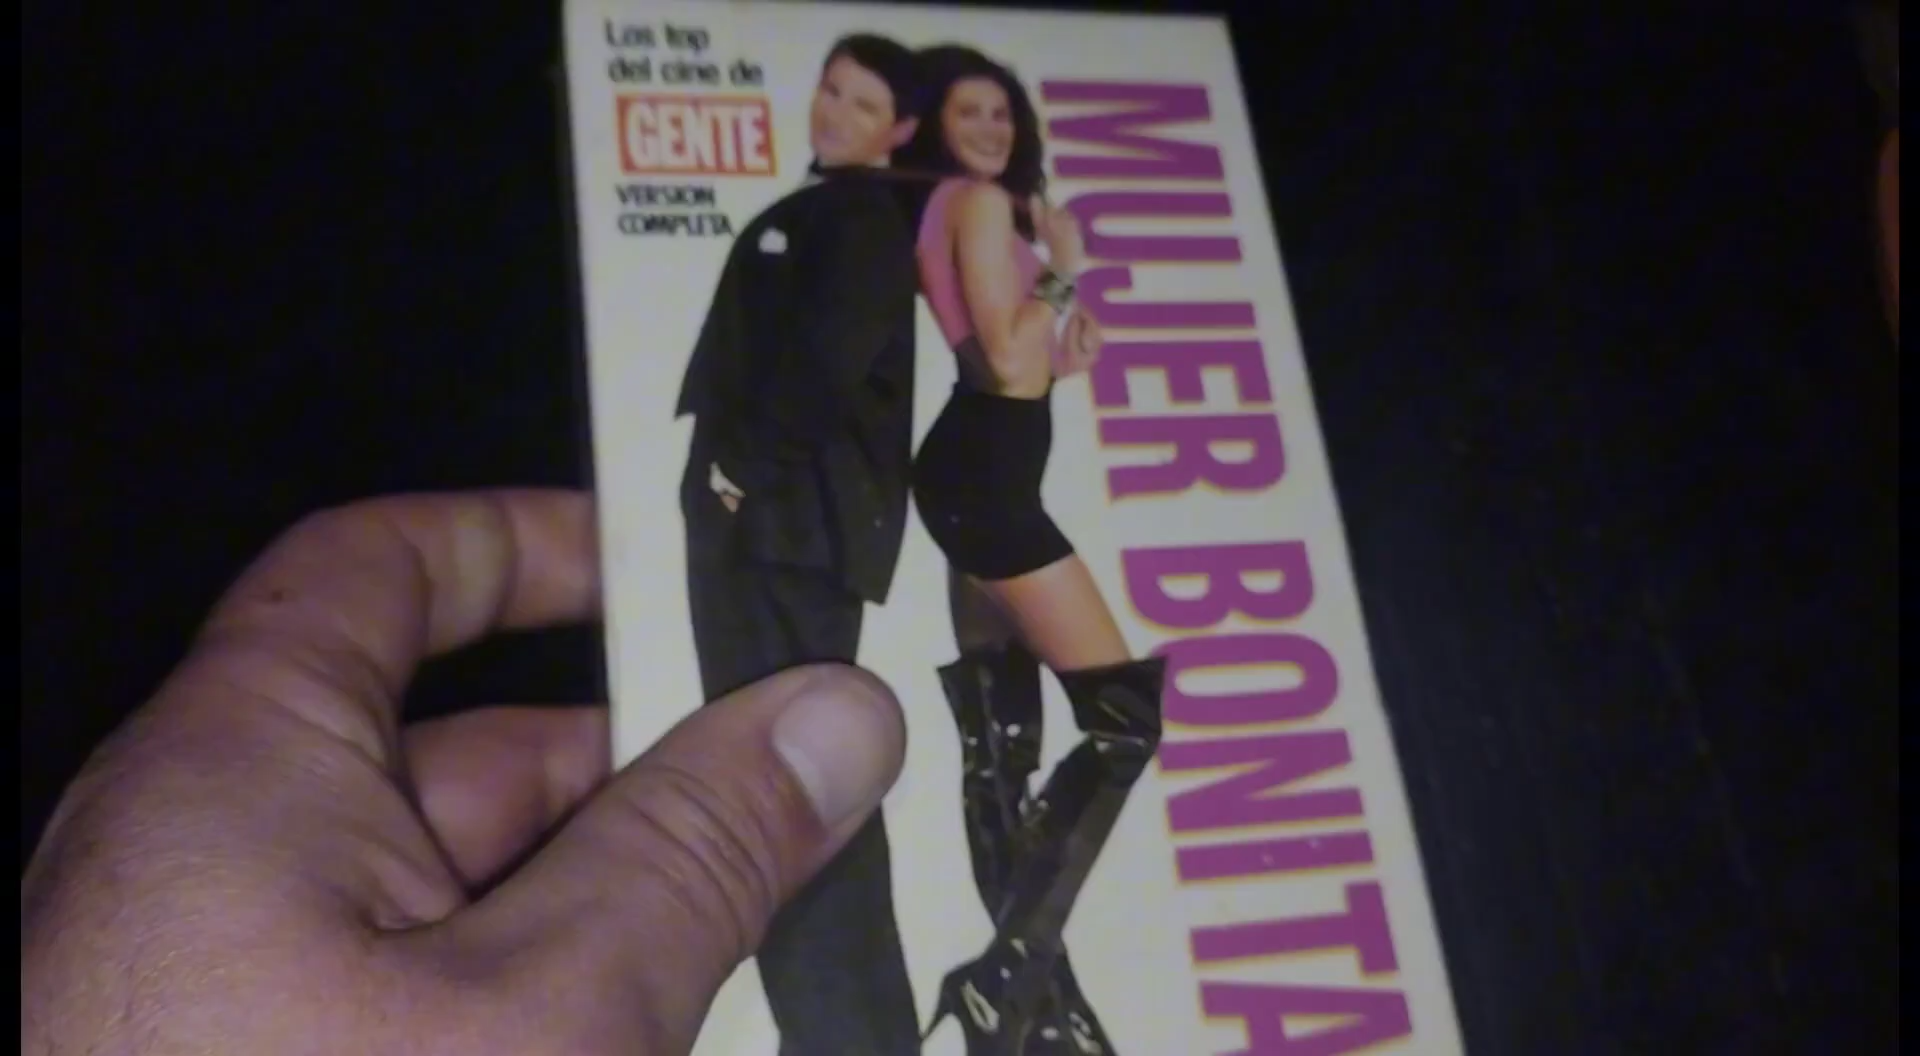 Los top
del cine de
GENTE
VERSION
COMPLETA
MUJER BONITA